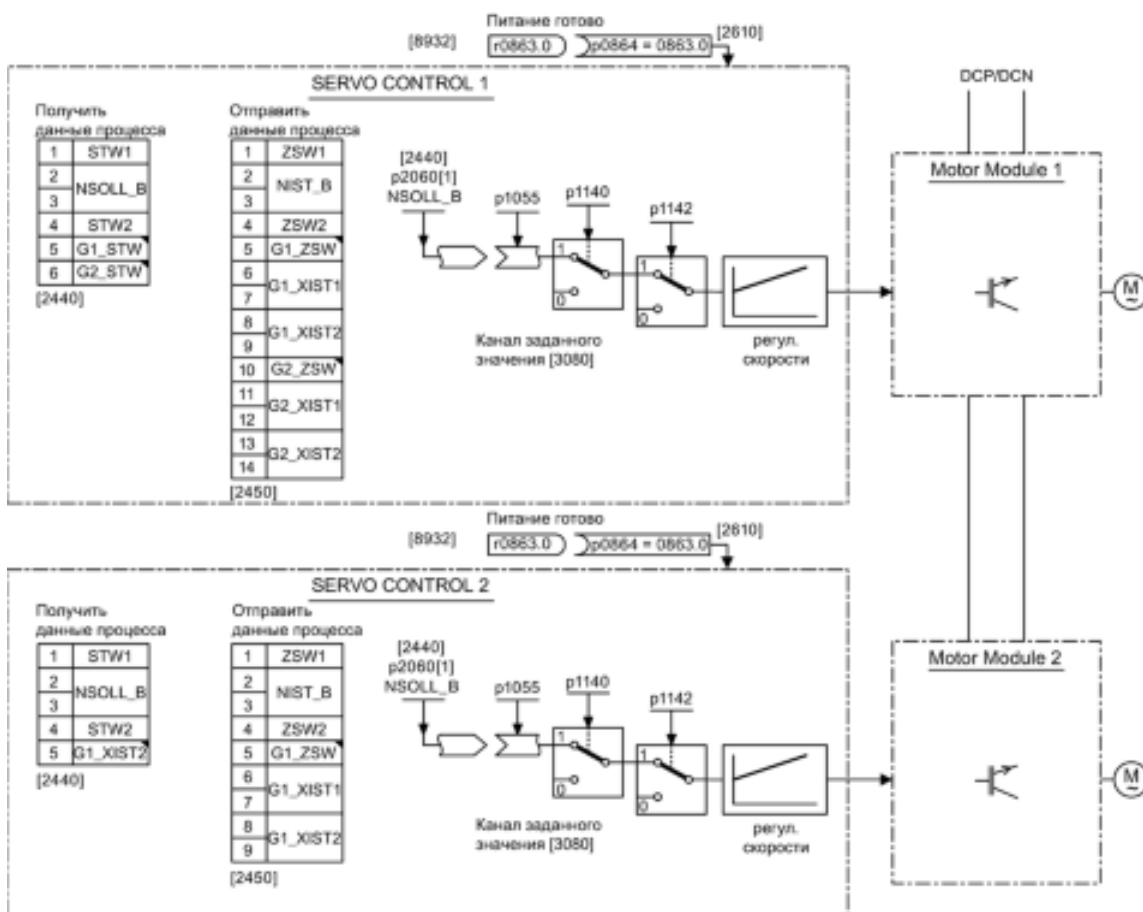 Питание готово
[8932] r0863.0 p0864 = 0863.0 [2610]
SERVO CONTROL 1
Получить данные процесса
1 STW1
2 NSOLL_B
3
4 STW2
5 G1_STW
6 G2_STW
[2440]
Отправить данные процесса
1 ZSW1
2 NIST_B
3
4 ZSW2
5 G1_ZSW
6 G1_XIST1
7
8 G1_XIST2
9
10 G2_ZSW
11 G2_XIST1
12
13 G2_XIST2
14
[2450]
[2440]
p2060[1]
NSOLL_B
p1055
p1140
p1142
1
0
1
0
Канал заданного
значения [3080]
регул.
скорости
DCP/DCN
Motor Module 1
M
~
Питание готово
[8932] r0863.0 p0864 = 0863.0 [2610]
SERVO CONTROL 2
Получить
данные процесса
1 STW1
2 NSOLL_B
3
4 STW2
5 G1_XIST2
[2440]
Отправить
данные процесса
1 ZSW1
2 NIST_B
3
4 ZSW2
5 G1_ZSW
6 G1_XIST1
7
8 G1_XIST2
9
[2450]
[2440]
p2060[1]
NSOLL_B
p1055
p1140
p1142
1
0
1
0
Канал заданного
значения [3080]
регул.
скорости
Motor Module 2
M
~